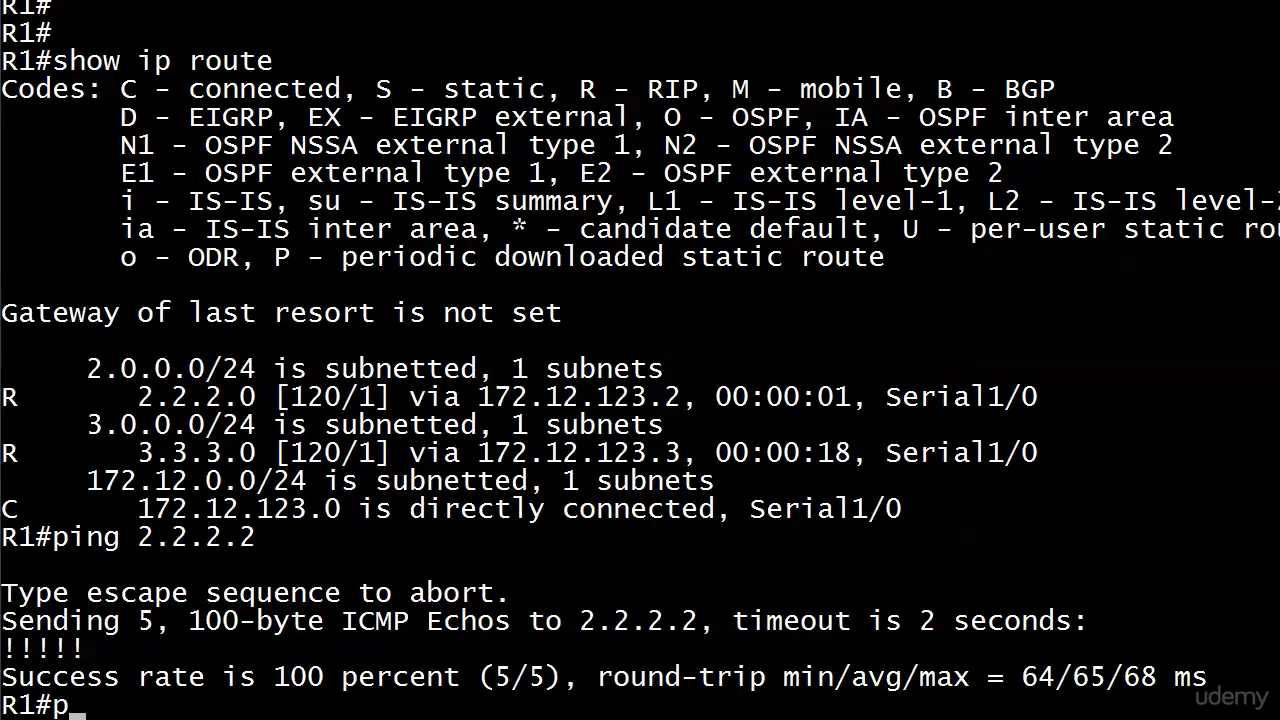 R1#
R1#
R1#show ip route
Codes: C - connected, S - static, R - RIP, M - mobile, B - BGP
D - EIGRP, EX - EIGRP external, O - OSPF, IA - OSPF inter area
N1 - OSPF NSSA external type 1, N2 - OSPF NSSA external type 2
E1 - OSPF external type 1, E2 - OSPF external type 2
i - IS-IS, su - IS-IS summary, L1 - IS-IS level-1, L2 - IS-IS level-
ia - IS-IS inter area, * - candidate default, U - per-user static
o - ODR, P - periodic downloaded static route
Gateway of last resort is not set
2.0.0.0/24 is subnetted, 1 subnets
R 2.2.2.0 [120/1] via 172.12.123.2, 00:00:01, Serial1/0
3.0.0.0/24 is subnetted, 1 subnets
R 3.3.3.0 [120/1] via 172.12.123.3, 00:00:18, Serial1/0
172.12.0.0/24 is subnetted, 1 subnets
C 172.12.123.0 is directly connected, Serial1/0
R1#ping 2.2.2.2
Type escape sequence to abort.
Sending 5, 100-byte ICMP Echos to 2.2.2.2, timeout is 2 seconds:
!!!!!
Success rate is 100 percent (5/5), round-trip min/avg/max = 64/65/68 ms
R1#p_
udemy